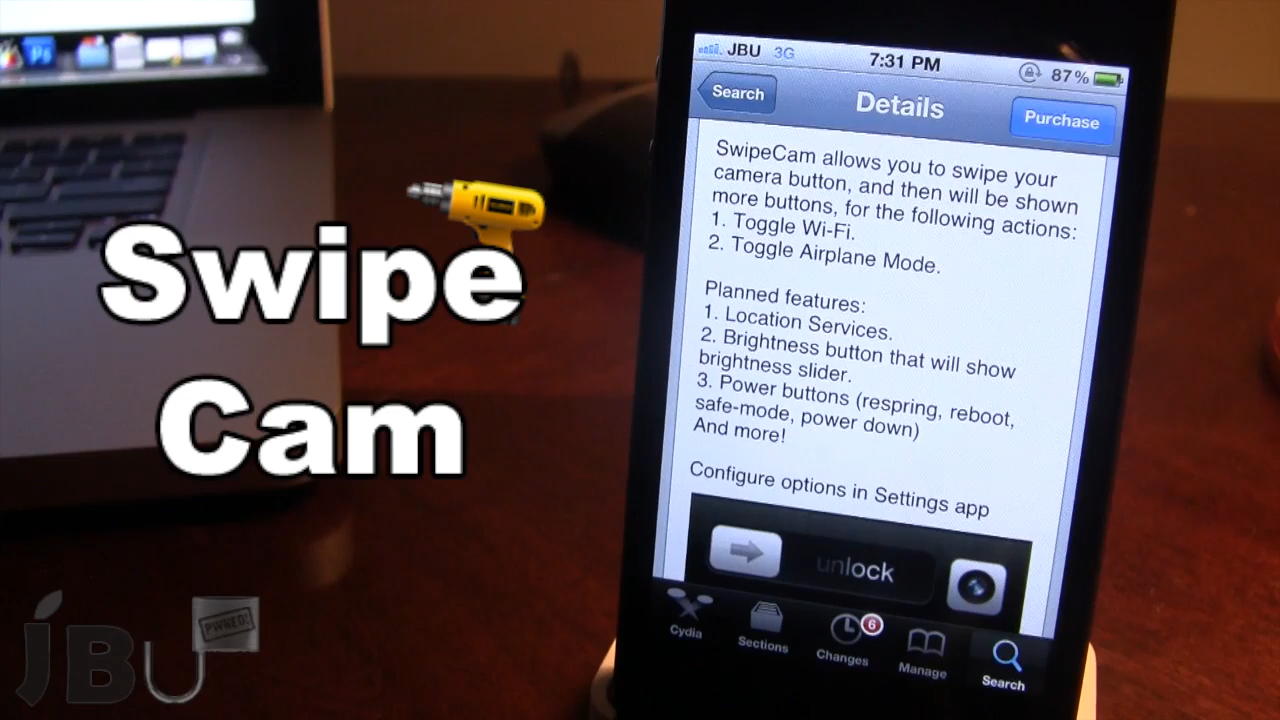 Ps
Swipe
Cam
JBU
PWNED!
JBU 3G 7:31 PM 87%
Search Details Purchase
SwipeCam allows you to swipe your
camera button, and then will be shown
more buttons, for the following actions:
1. Toggle Wi-Fi.
2. Toggle Airplane Mode.
Planned features:
1. Location Services.
2. Brightness button that will show
brightness slider.
3. Power buttons (respring, reboot,
safe-mode, power down)
And more!
Configure options in Settings app
unlock
6
Cydia Sections Changes Manage Search